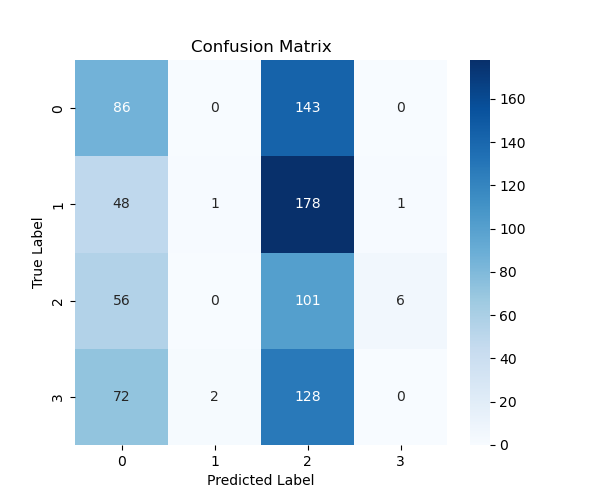 Confusion Matrix
True Label
0 86 0 143 0
1 48 1 178 1
2 56 0 101 6
3 72 2 128 0
0 1 2 3
Predicted Label
160
140
120
100
80
60
40
20
0